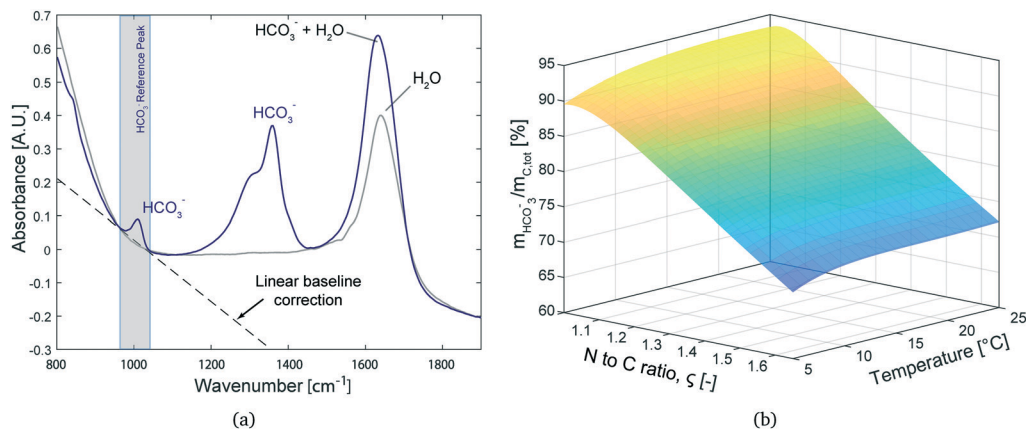 0.7
0.6
0.5
0.4
0.3
0.2
0.1
0
-0.1
-0.2
-0.3
Absorbance [A.U.]
800
1000
1200
1400
1600
1800
Wavenumber [cm⁻¹]
HCO₃⁻ Reference Peak
HCO₃⁻
HCO₃⁻
HCO₃⁻ + H₂O
H₂O
Linear baseline
correction
(a)
95
90
85
80
75
70
65
60
m_HCO₃⁻/m_C,tot [%]
1.1
1.2
1.3
1.4
1.5
1.6
N to C ratio, ς [-]
5
10
15
20
25
Temperature [°C]
(b)